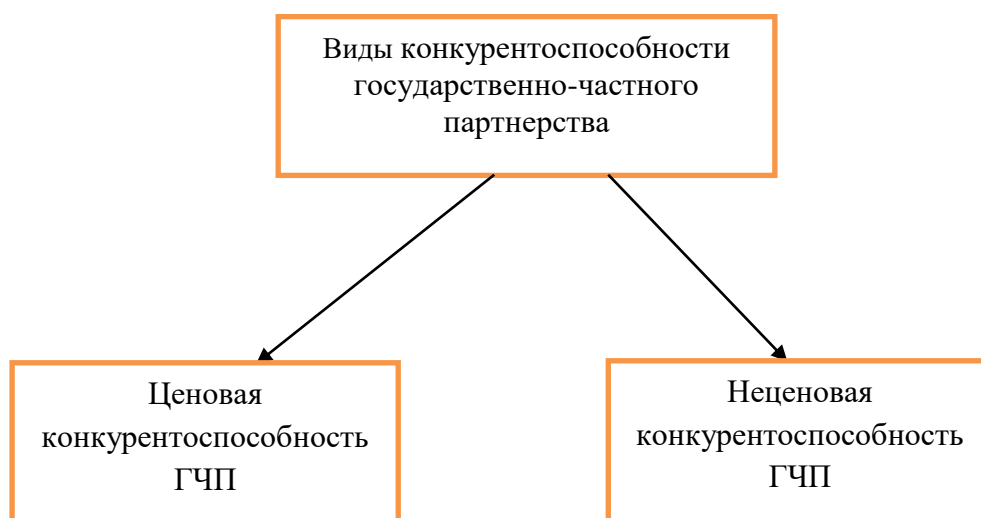 Виды конкурентоспособности
государственно-частного
партнерства
Ценовая
конкурентоспособность
ГЧП
Неценовая
конкурентоспособность
ГЧП